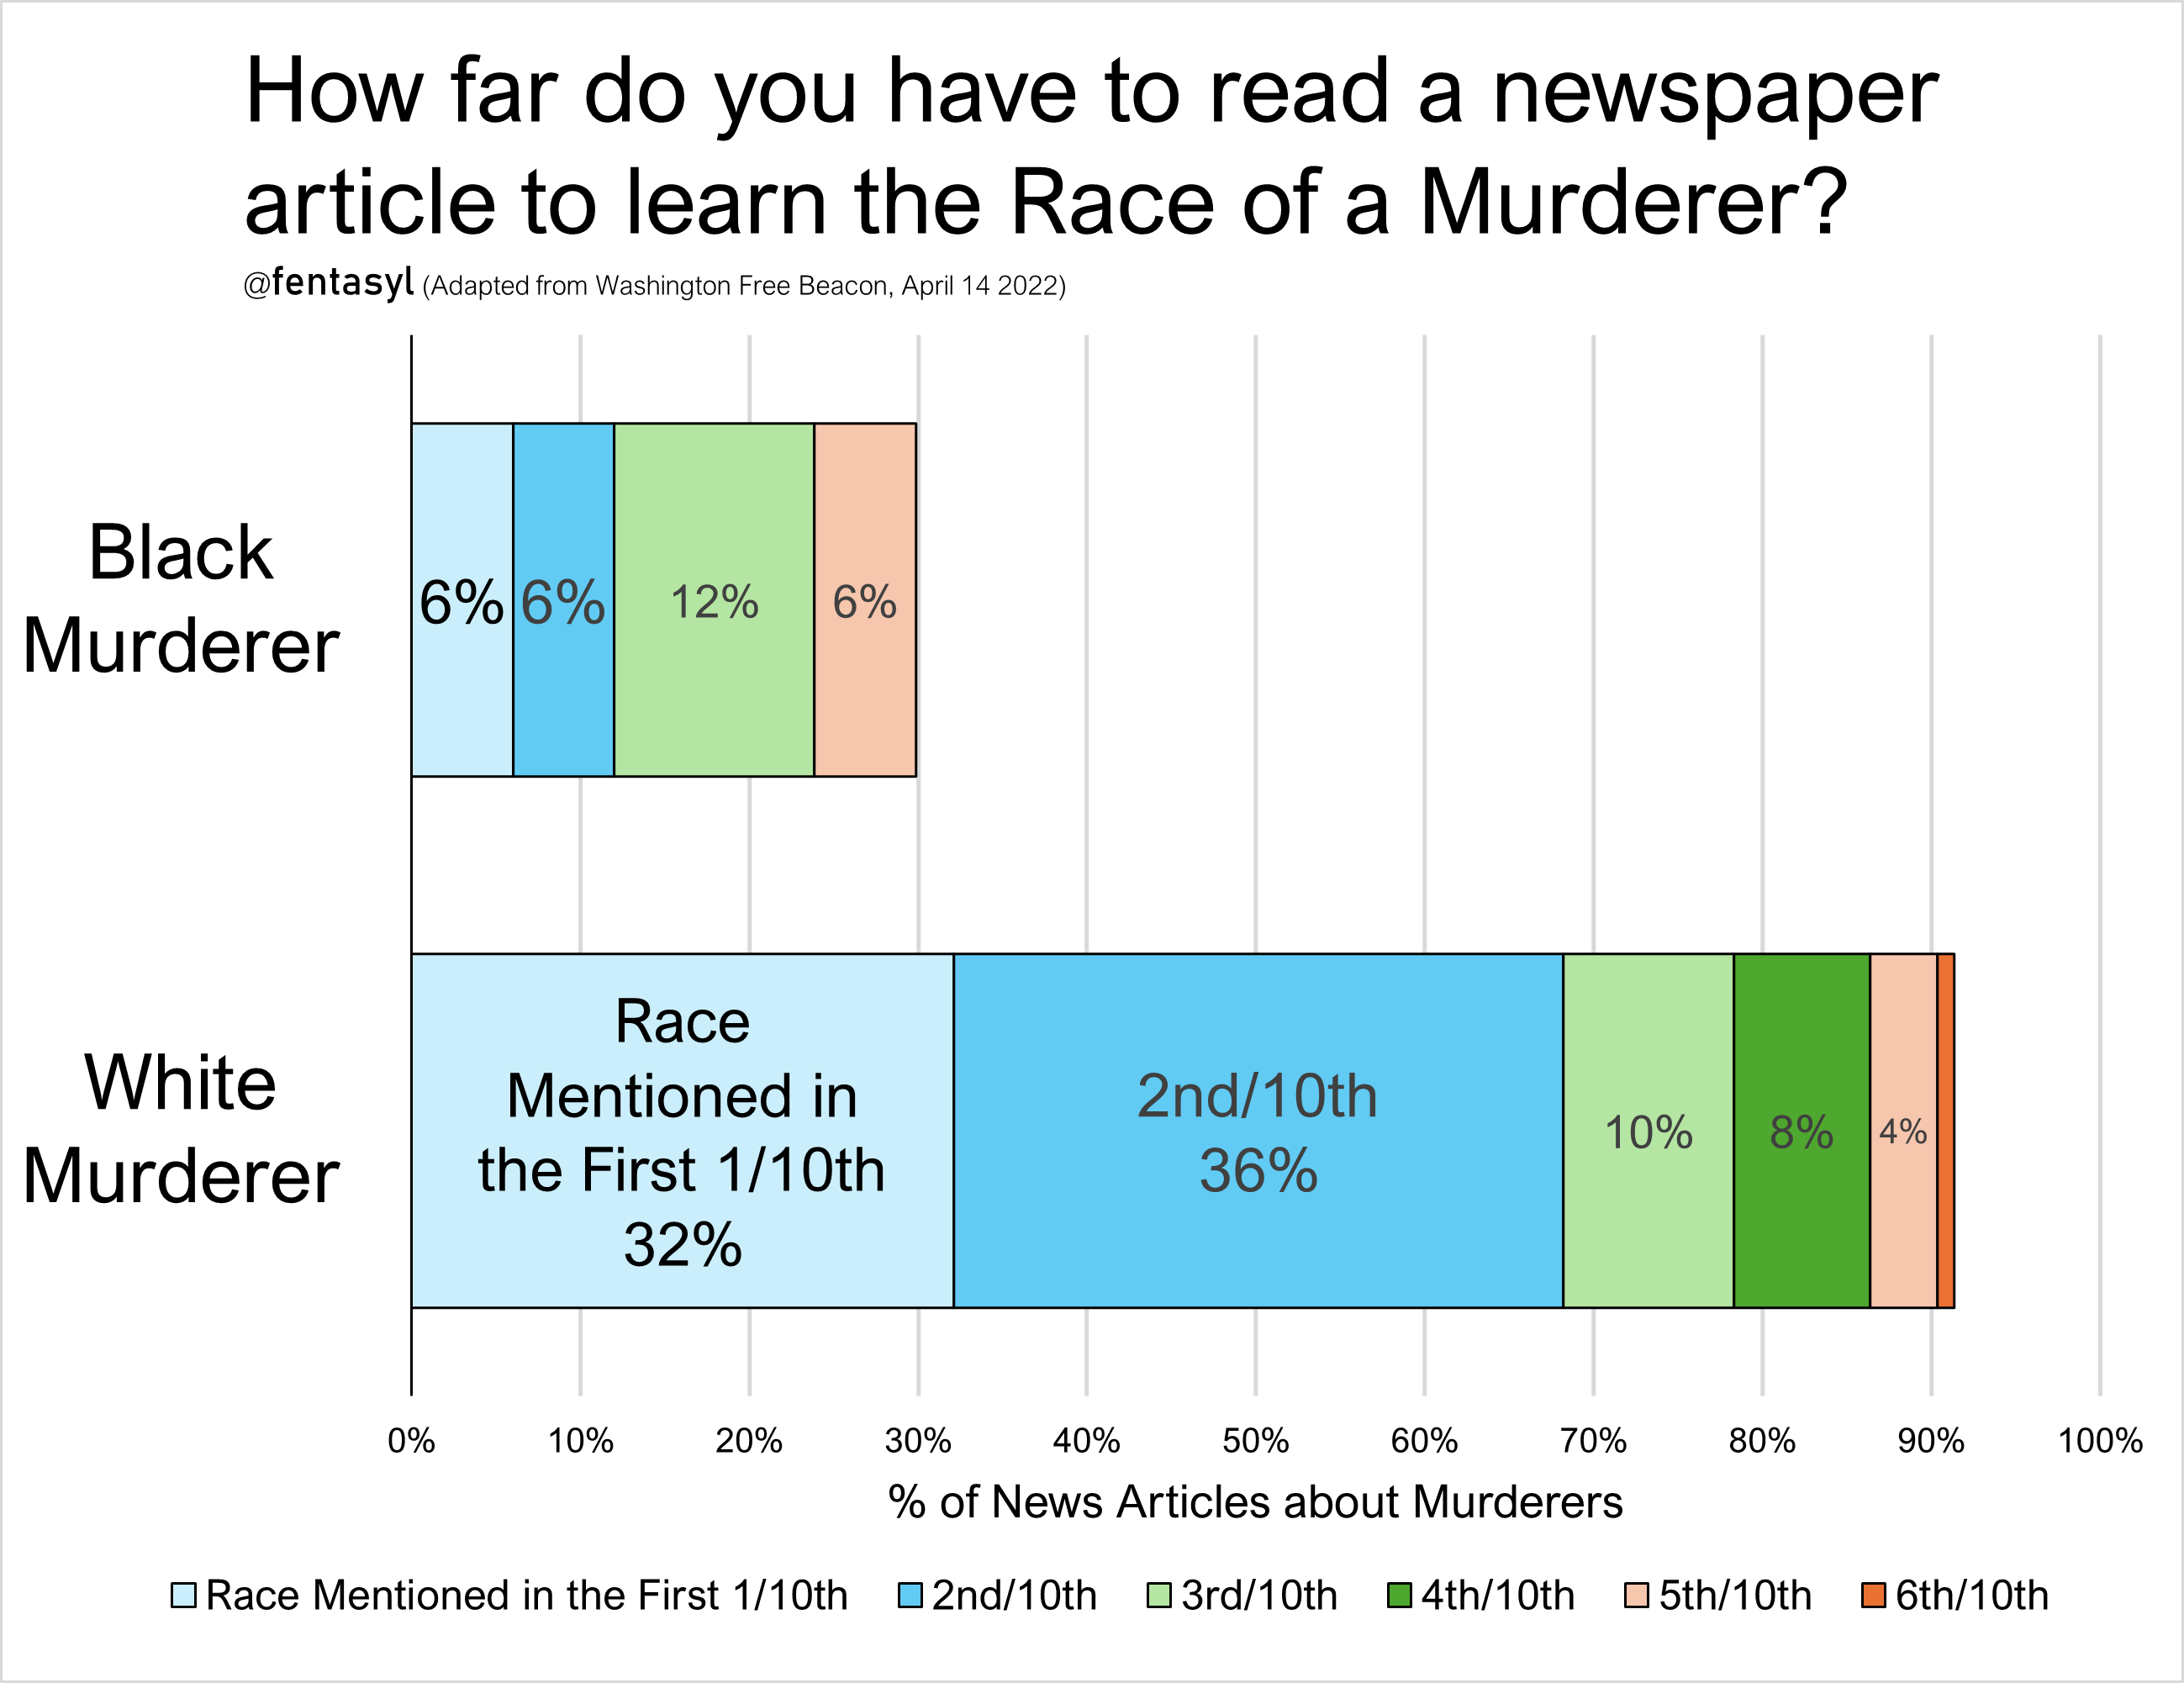 How far do you have to read a newspaper
article to learn the Race of a Murderer?
@fentasyl (Adapted from Washington Free Beacon, April 14 2022)
Black
Murderer
6% 6% 12% 6%
White
Murderer
Race
Mentioned in
the First 1/10th
32%
2nd/10th
36%
10% 8% 4%
0% 10% 20% 30% 40% 50% 60% 70% 80% 90% 100%
% of News Articles about Murderers
Race Mentioned in the First 1/10th 2nd/10th 3rd/10th 4th/10th 5th/10th 6th/10th